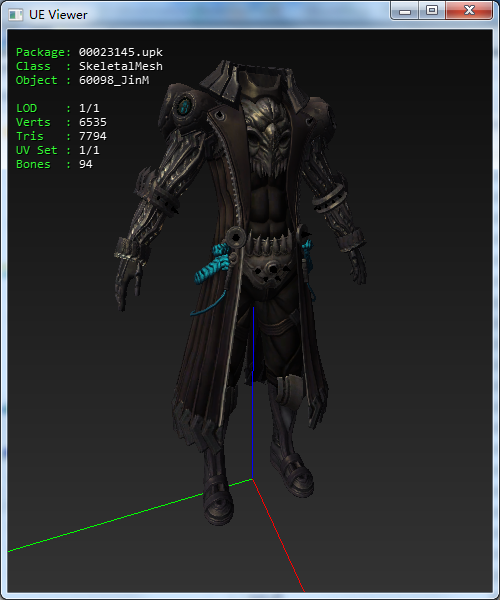 UE Viewer
Package: 00023145.upk
Class : SkeletalMesh
Object : 60098_JinM
LOD : 1/1
Verts : 6535
Tris : 7794
UV Set : 1/1
Bones : 94